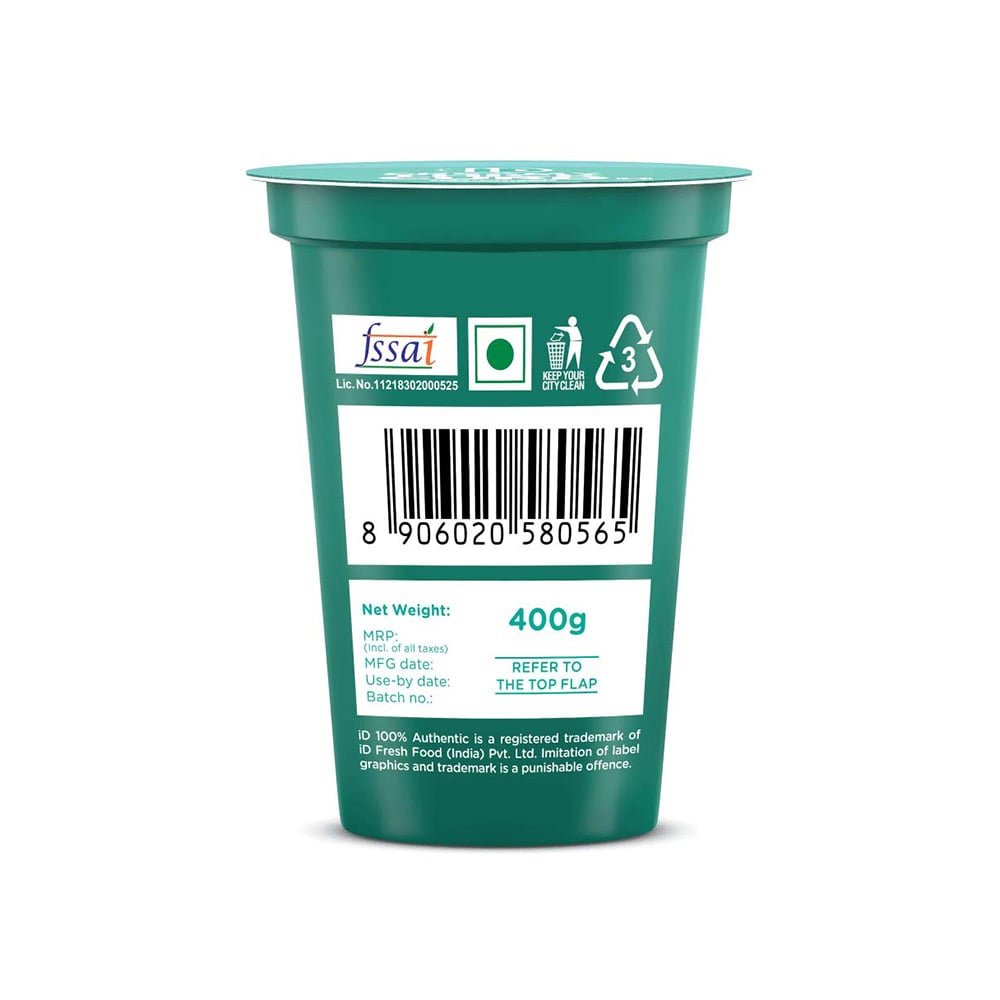 fssai
Lic. No. 11218302000525
KEEP YOUR
CITY CLEAN
3
8 906020 580565
Net Weight: 400g
MRP:
(Incl. of all taxes)
MFG date:
Use-by date:
Batch no.:
REFER TO
THE TOP FLAP
iD 100% Authentic is a registered trademark of
iD Fresh Food (India) Pvt. Ltd. Imitation of label
graphics and trademark is a punishable offence.